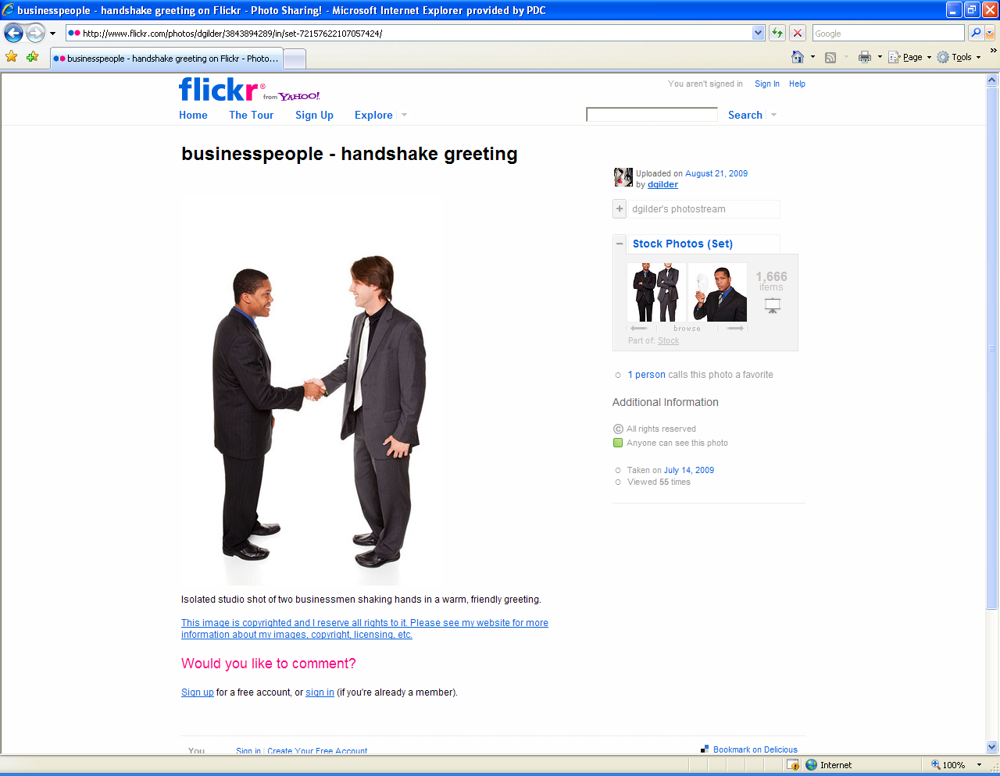 businesspeople - handshake greeting on Flickr - Photo Sharing! - Microsoft Internet Explorer provided by PDC
http://www.flickr.com/photos/dgilder/3843894289/in/set-72157622107057424/
Google
businesspeople - handshake greeting on Flickr - Photo...
Page
Tools
flickr® from YAHOO!
You aren't signed in Sign In Help
Home The Tour Sign Up Explore
Search
businesspeople - handshake greeting
Uploaded on August 21, 2009
by dgilder
dgilder's photostream
Stock Photos (Set)
1,666
items
browse
Part of: Stock
1 person calls this photo a favorite
Additional Information
© All rights reserved
Anyone can see this photo
Taken on July 14, 2009
Viewed 55 times
Isolated studio shot of two businessmen shaking hands in a warm, friendly greeting.
This image is copyrighted and I reserve all rights to it. Please see my website for more
information about my images, copyright, licensing, etc.
Would you like to comment?
Sign up for a free account, or sign in (if you're already a member).
You Sign in | Create Your Free Account
Bookmark on Delicious
Internet
100%